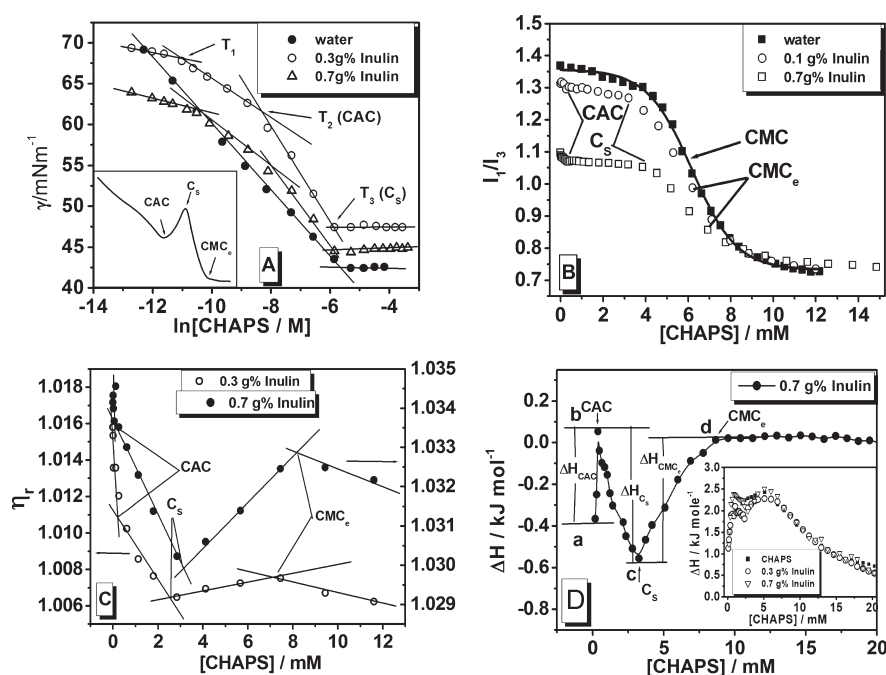 γ/mNm⁻¹
70
65
60
55
50
45
42
-14
-12
-10
-8
-6
-4
-2
ln[CHAPS / M]
water
0.3g% Inulin
0.7g% Inulin
T₁
T₂ (CAC)
T₃ (Cₛ)
CAC
Cₛ
CMCₑ
A
I₁/I₃
1.5
1.4
1.3
1.2
1.1
1.0
0.9
0.8
0.7
0
2
4
6
8
10
12
14
[CHAPS] / mM
water
0.1 g% Inulin
0.7g% Inulin
CAC
Cₛ
CMC
CMCₑ
B
ηᵣ
1.018
1.016
1.014
1.012
1.010
1.008
1.006
1.035
1.034
1.033
1.032
1.031
1.030
1.029
0
2
4
6
8
10
12
[CHAPS] / mM
0.3 g% Inulin
0.7 g% Inulin
CAC
Cₛ
CMCₑ
C
ΔH / kJ mol⁻¹
0.2
0.0
-0.2
-0.4
-0.6
-0.8
0
5
10
15
20
[CHAPS] / mM
0.7 g% Inulin
b CAC
d
CMCₑ
ΔH_CAC
ΔH_Cₛ
ΔH_CMCₑ
a
c
Cₛ
D
ΔH / kJ mole⁻¹
2.5
2.0
1.5
1.0
0.5
0.0
0
5
10
15
20
[CHAPS] / mM
CHAPS
0.3 g% Inulin
0.7 g% Inulin